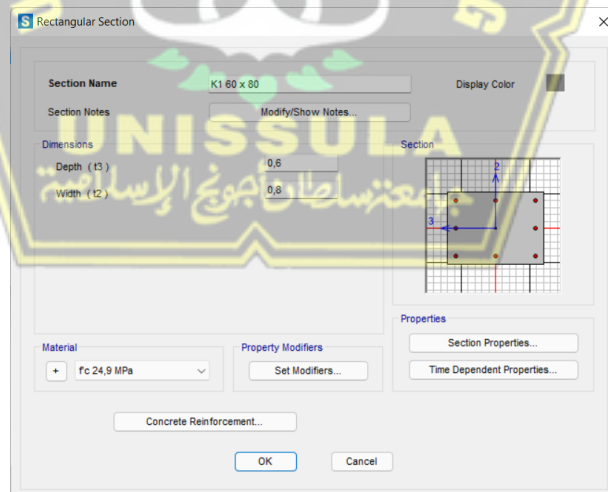 Rectangular Section
Section Name
K1 60 x 80
Display Color
Section Notes
Modify/Show Notes...
UNISSULA
جامعتسلطان أجونج الإسلامية
Dimensions
Depth ( t3 )
0,6
Width ( t2 )
0,8
Section
2
3
Properties
Section Properties...
Time Dependent Properties...
Material
+
f'c 24,9 MPa
Property Modifiers
Set Modifiers...
Concrete Reinforcement...
OK
Cancel